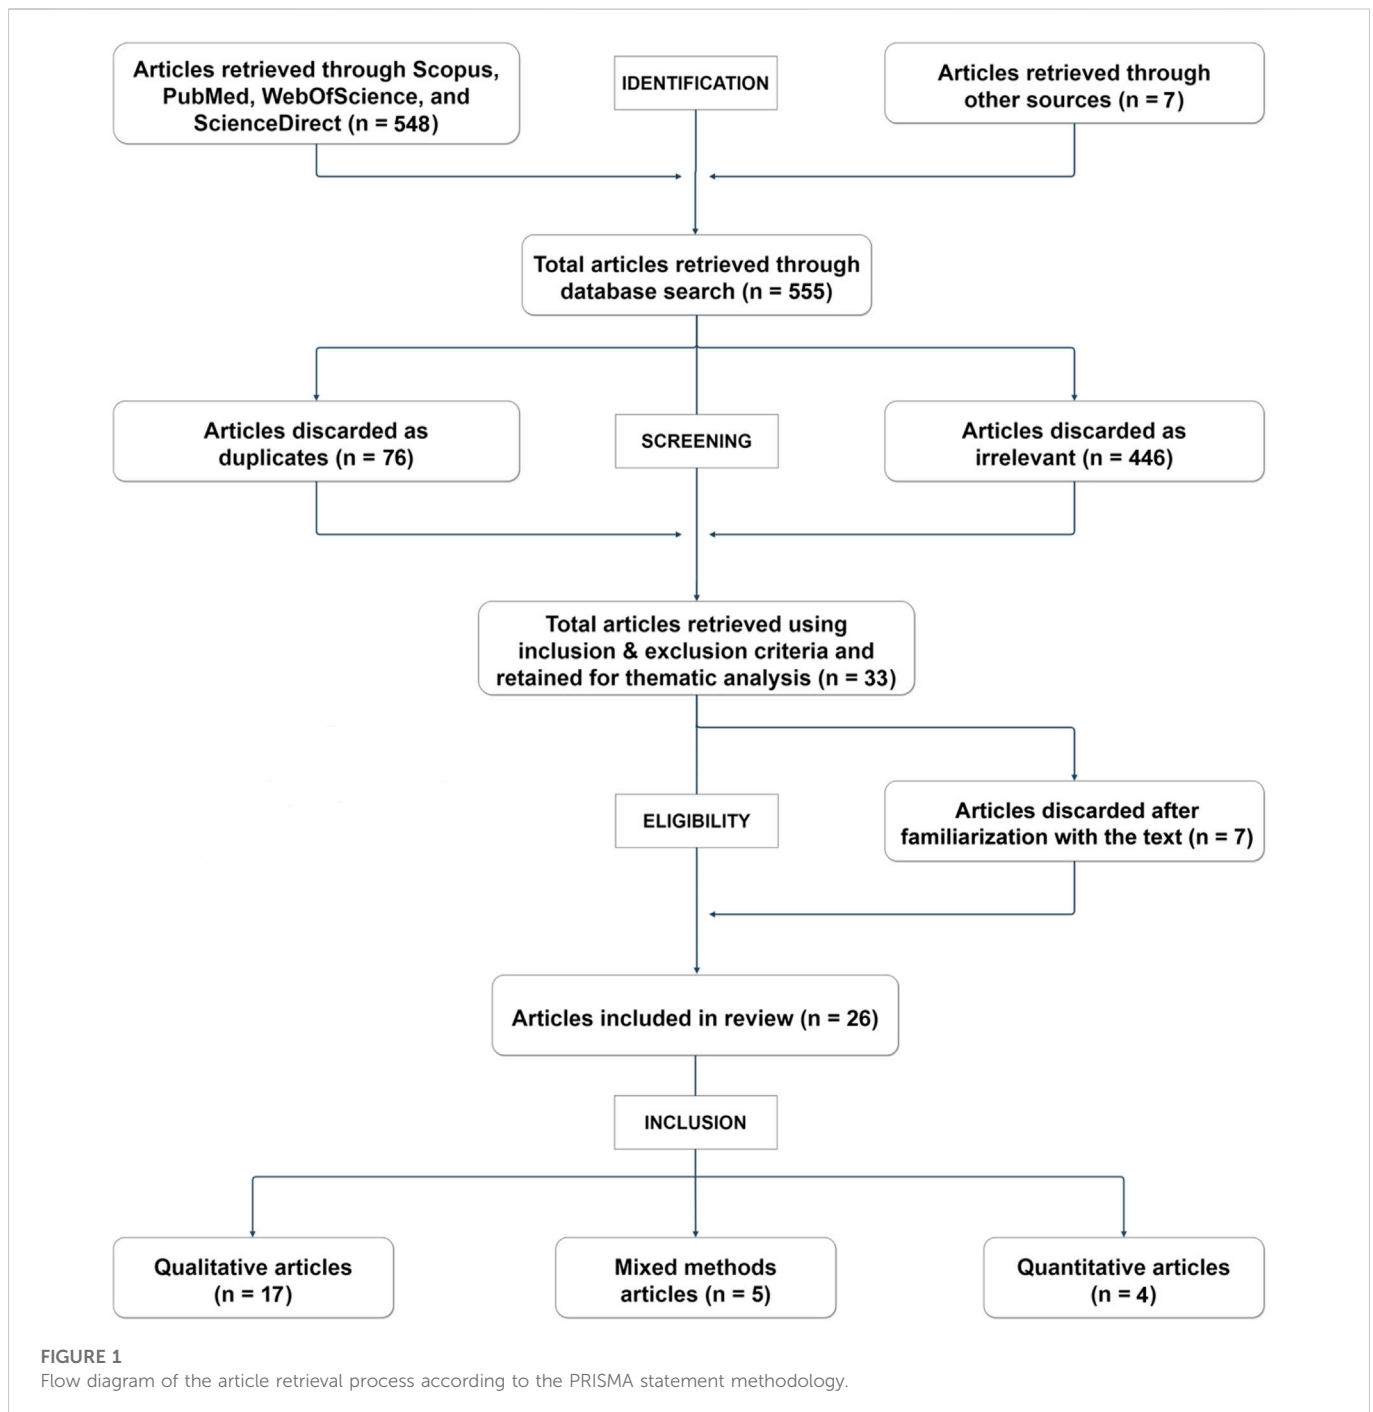 Articles retrieved through Scopus,
PubMed, WebOfScience, and
ScienceDirect (n = 548)
IDENTIFICATION
Articles retrieved through
other sources (n = 7)
Total articles retrieved through
database search (n = 555)
Articles discarded as
duplicates (n = 76)
SCREENING
Articles discarded as
irrelevant (n = 446)
Total articles retrieved using
inclusion & exclusion criteria and
retained for thematic analysis (n = 33)
ELIGIBILITY
Articles discarded after
familiarization with the text (n = 7)
Articles included in review (n = 26)
INCLUSION
Qualitative articles
(n = 17)
Mixed methods
articles (n = 5)
Quantitative articles
(n = 4)
FIGURE 1
Flow diagram of the article retrieval process according to the PRISMA statement methodology.